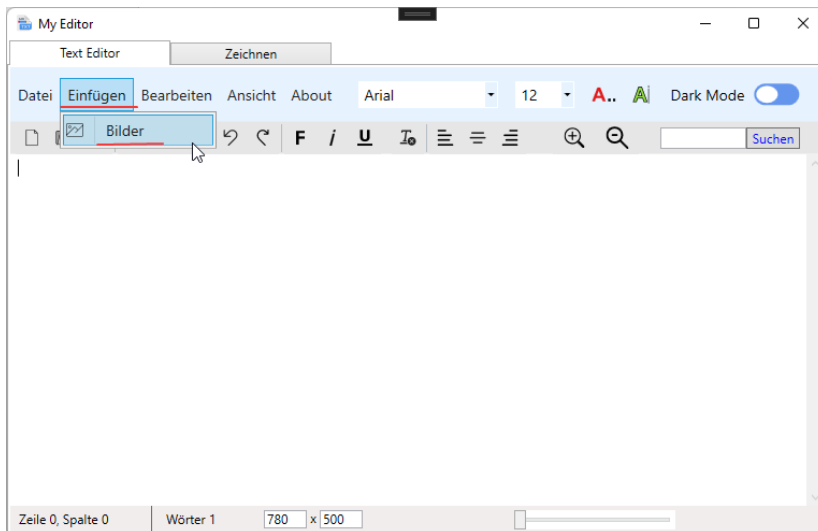 My Editor
Text Editor Zeichnen
Datei Einfügen Bearbeiten Ansicht About Arial 12 A.. A Dark Mode
Bilder F i U T Suchen
Zeile 0, Spalte 0 Wörter 1 780 x 500